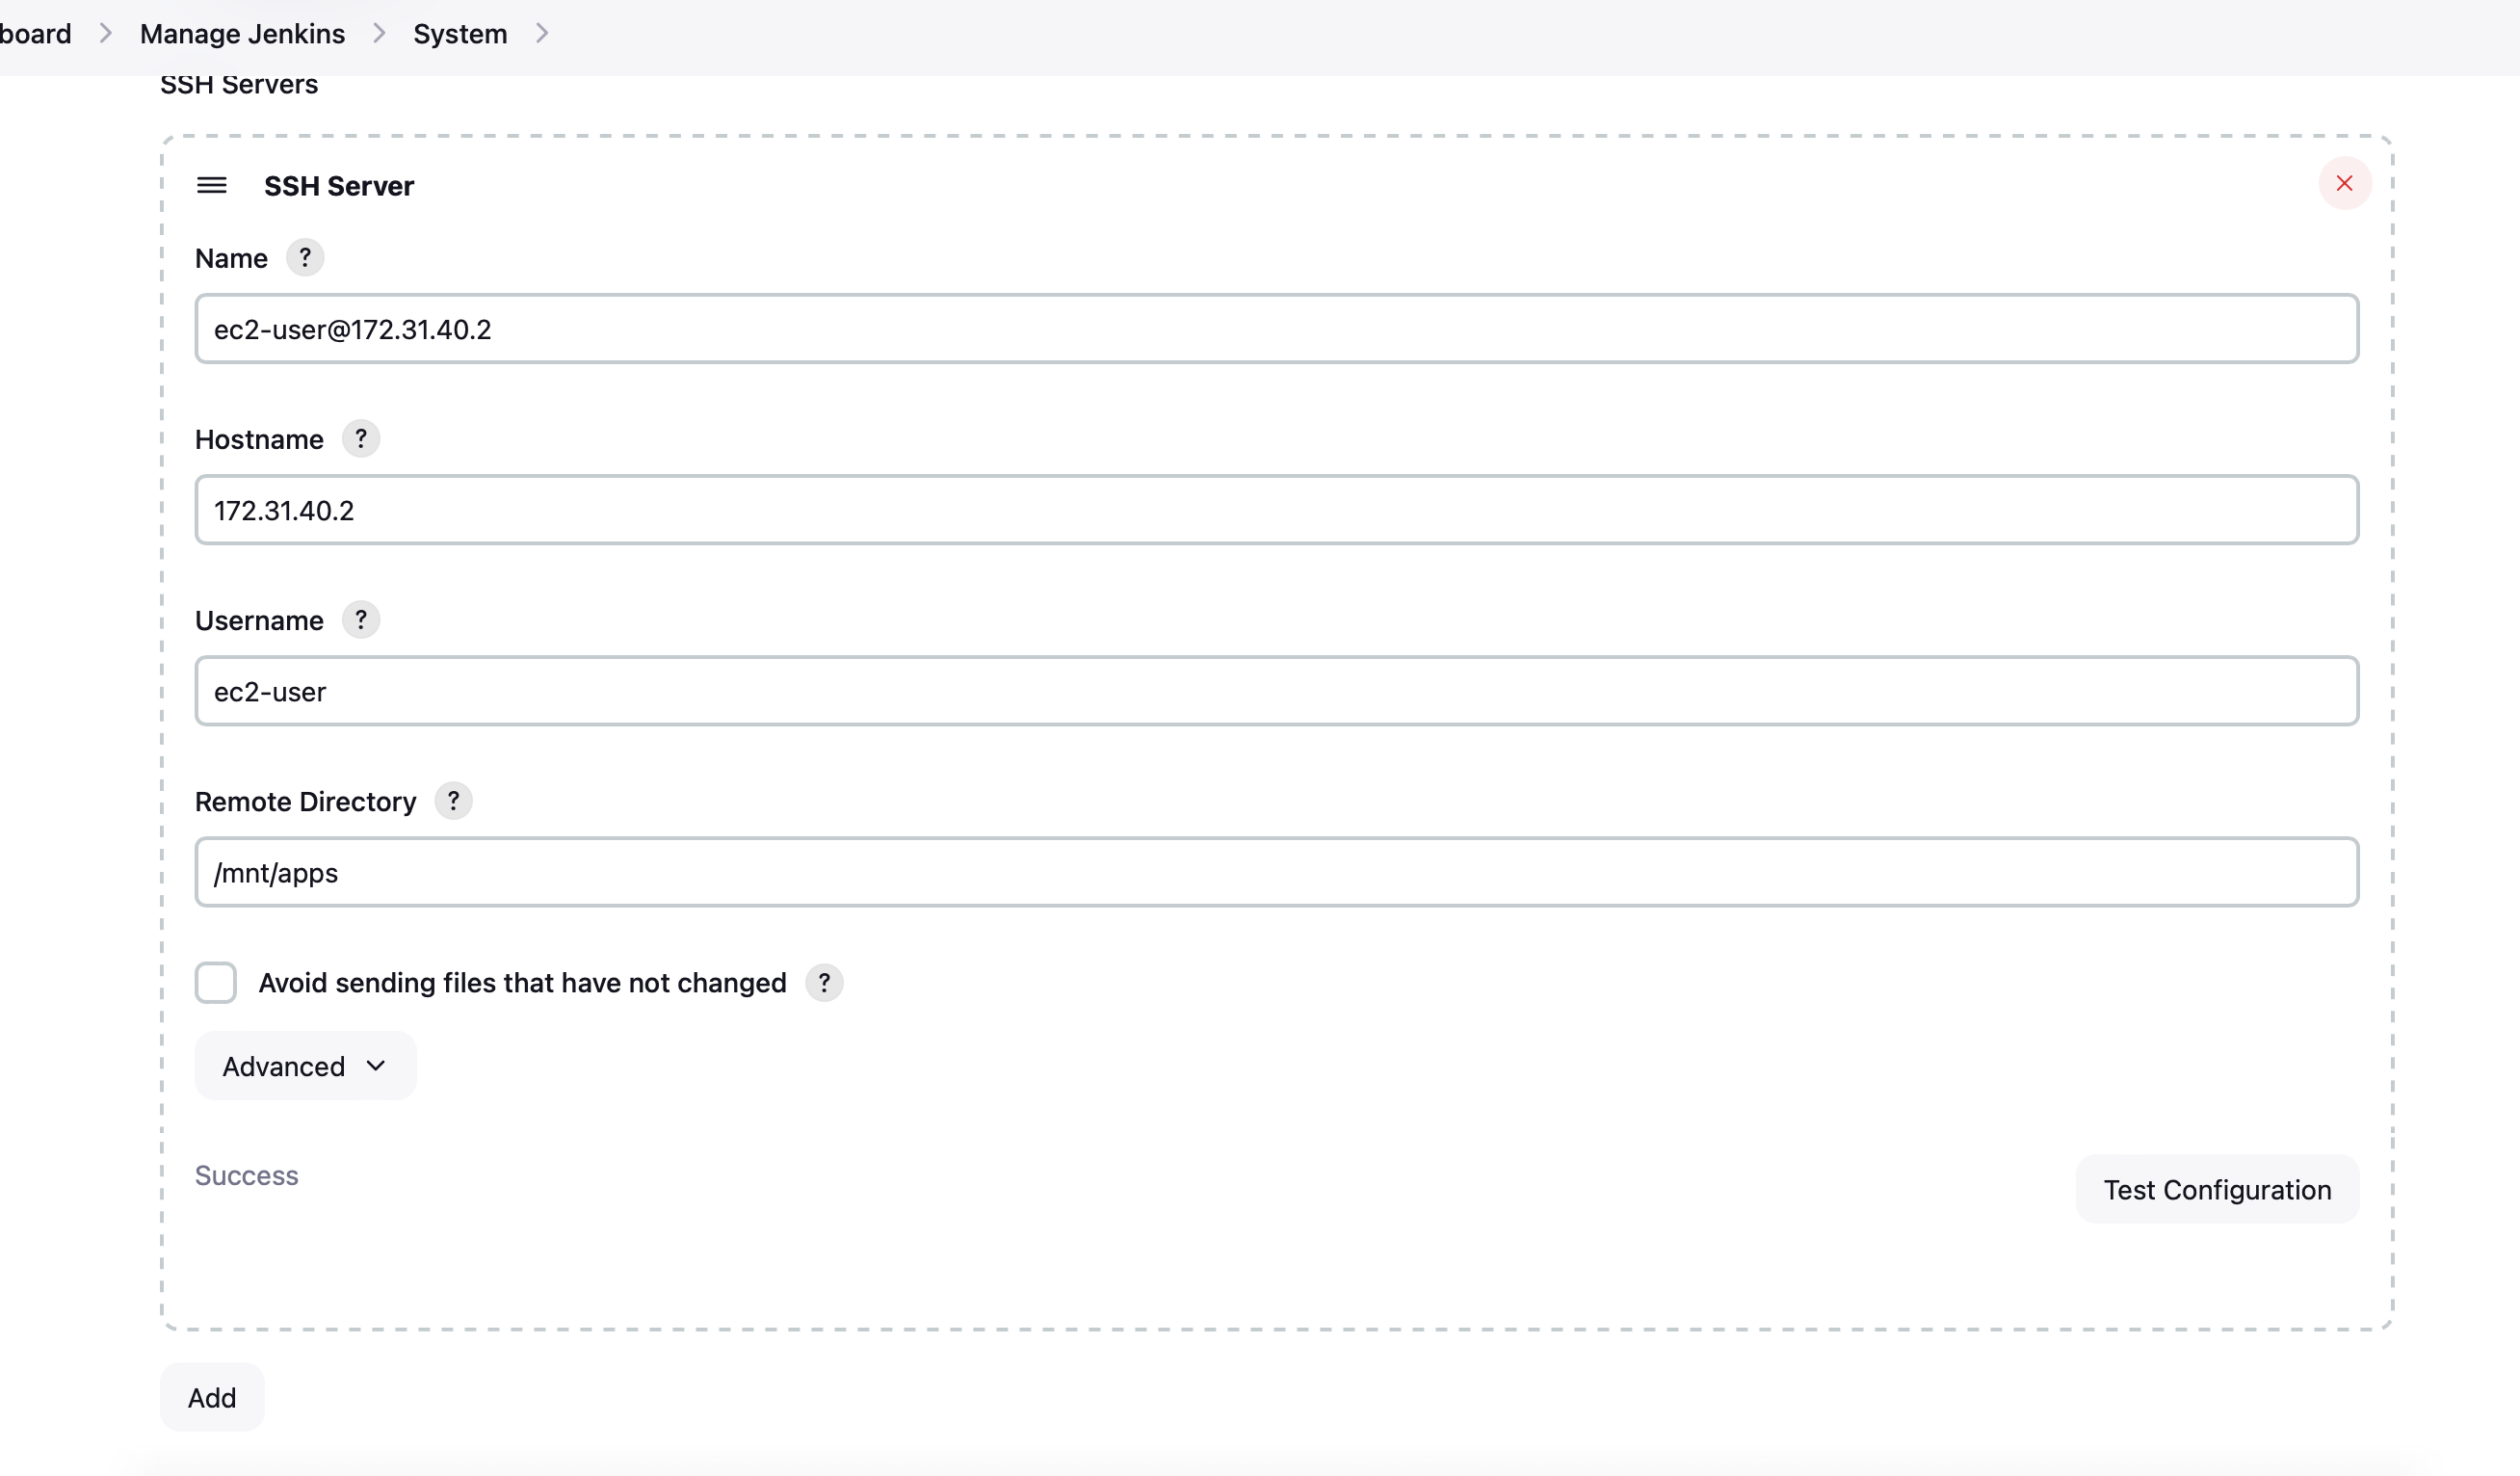 board > Manage Jenkins > System >
SSH Servers
SSH Server
Name ?
ec2-user@172.31.40.2
Hostname ?
172.31.40.2
Username ?
ec2-user
Remote Directory ?
/mnt/apps
Avoid sending files that have not changed ?
Advanced
Success
Test Configuration
Add